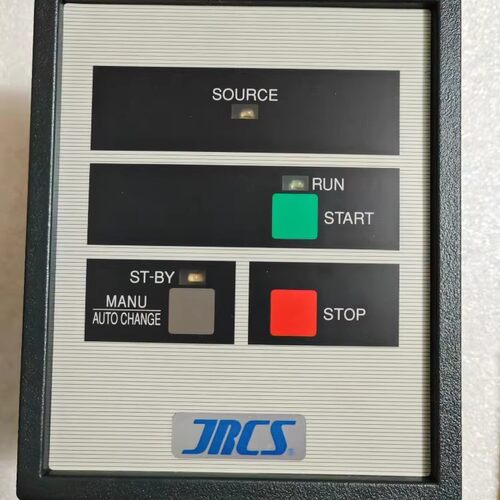 SOURCE
RUN
START
ST-BY
MANU
AUTO CHANGE
STOP
JRCS